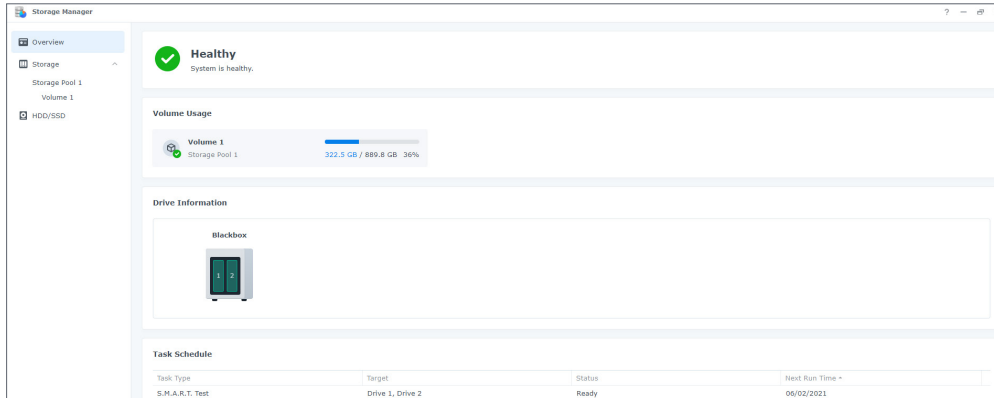 Storage Manager
? 
Overview
Storage
Storage Pool 1
Volume 1
HDD/SSD
Healthy
System is healthy.
Volume Usage
Volume 1
Storage Pool 1
322.5 GB / 889.8 GB 36%
Drive Information
Blackbox
1 2
Task Schedule
Task Type Target Status Next Run Time
S.M.A.R.T. Test Drive 1, Drive 2 Ready 06/02/2021